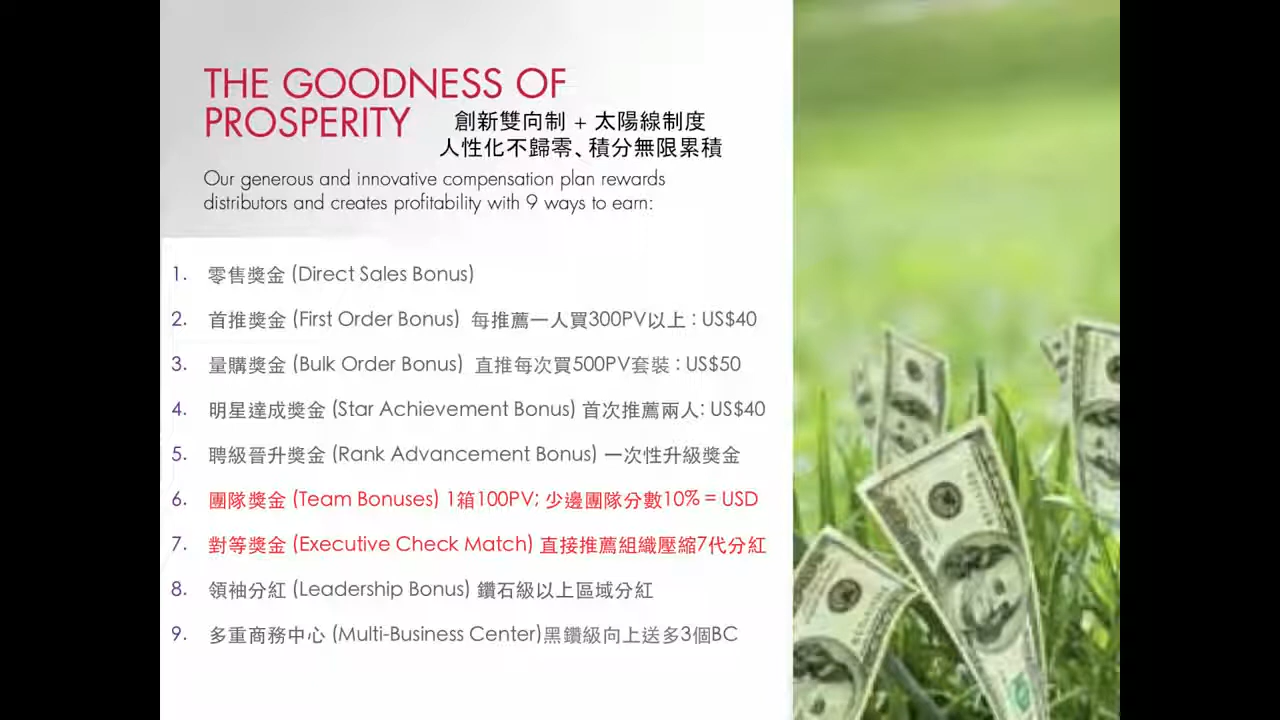 THE GOODNESS OF
PROSPERITY
創新雙向制 + 太陽線制度
人性化不歸零、積分無限累積
Our generous and innovative compensation plan rewards
distributors and creates profitability with 9 ways to earn:
1. 零售獎金 (Direct Sales Bonus)
2. 首推獎金 (First Order Bonus) 每推薦一人買300PV以上 : US$40
3. 量購獎金 (Bulk Order Bonus) 直推每次買500PV套裝 : US$50
4. 明星達成獎金 (Star Achievement Bonus) 首次推薦兩人: US$40
5. 聘級晉升獎金 (Rank Advancement Bonus) 一次性升級獎金
6. 團隊獎金 (Team Bonuses) 1箱100PV; 少邊團隊分數10% = USD
7. 對等獎金 (Executive Check Match) 直接推薦組織壓縮7代分紅
8. 領袖分紅 (Leadership Bonus) 鑽石級以上區域分紅
9. 多重商務中心 (Multi-Business Center)黑鑽級向上送多3個BC